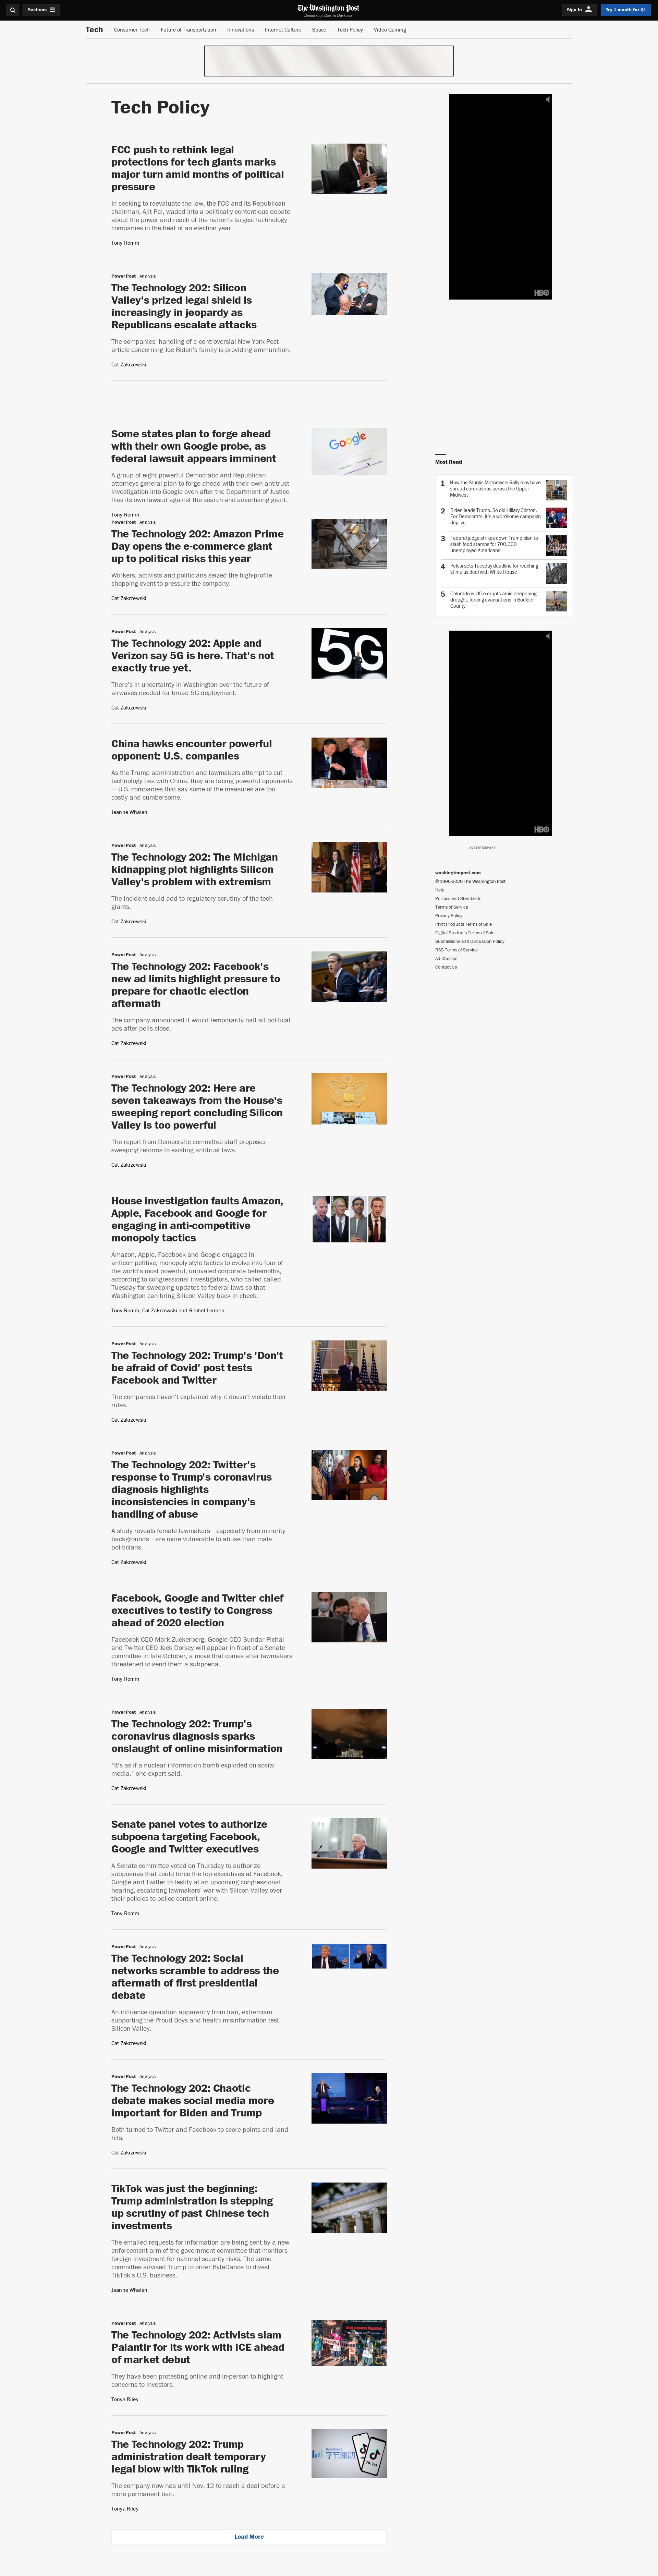 Sections
The Washington Post
Democracy Dies in Darkness
Sign In
Try 1 month for $1
Tech
Consumer Tech
Future of Transportation
Innovations
Internet Culture
Space
Tech Policy
Video Gaming
Tech Policy
FCC push to rethink legal
protections for tech giants marks
major turn amid months of political
pressure
In seeking to reevaluate the law, the FCC and its Republican
chairman, Ajit Pai, waded into a politically contentious debate
about the power and reach of the nation's largest technology
companies in the heat of an election year
Tony Romm
PowerPost Analysis
The Technology 202: Silicon
Valley's prized legal shield is
increasingly in jeopardy as
Republicans escalate attacks
The companies' handling of a controversial New York Post
article concerning Joe Biden's family is providing ammunition.
Cat Zakrzewski
Some states plan to forge ahead
with their own Google probe, as
federal lawsuit appears imminent
A group of eight powerful Democratic and Republican
attorneys general plan to forge ahead with their own antitrust
investigation into Google even after the Department of Justice
files its own lawsuit against the search-and-advertising giant.
Tony Romm
Google
PowerPost Analysis
The Technology 202: Amazon Prime
Day opens the e-commerce giant
up to political risks this year
Workers, activists and politicians seized the high-profile
shopping event to pressure the company.
Cat Zakrzewski
PowerPost Analysis
The Technology 202: Apple and
Verizon say 5G is here. That's not
exactly true yet.
There's in uncertainty in Washington over the future of
airwaves needed for broad 5G deployment.
Cat Zakrzewski
5G
China hawks encounter powerful
opponent: U.S. companies
As the Trump administration and lawmakers attempt to cut
technology ties with China, they are facing powerful opponents
— U.S. companies that say some of the measures are too
costly and cumbersome.
Jeanne Whalen
PowerPost Analysis
The Technology 202: The Michigan
kidnapping plot highlights Silicon
Valley's problem with extremism
The incident could add to regulatory scrutiny of the tech
giants.
Cat Zakrzewski
PowerPost Analysis
The Technology 202: Facebook's
new ad limits highlight pressure to
prepare for chaotic election
aftermath
The company announced it would temporarily halt all political
ads after polls close.
Cat Zakrzewski
PowerPost Analysis
The Technology 202: Here are
seven takeaways from the House's
sweeping report concluding Silicon
Valley is too powerful
The report from Democratic committee staff proposes
sweeping reforms to existing antitrust laws.
Cat Zakrzewski
House investigation faults Amazon,
Apple, Facebook and Google for
engaging in anti-competitive
monopoly tactics
Amazon, Apple, Facebook and Google engaged in
anticompetitive, monopoly-style tactics to evolve into four of
the world's most powerful, unrivaled corporate behemoths,
according to congressional investigators, who called called
Tuesday for sweeping updates to federal laws so that
Washington can bring Silicon Valley back in check.
Tony Romm, Cat Zakrzewski and Rachel Lerman
PowerPost Analysis
The Technology 202: Trump's 'Don't
be afraid of Covid' post tests
Facebook and Twitter
The companies haven't explained why it doesn't violate their
rules.
Cat Zakrzewski
PowerPost Analysis
The Technology 202: Twitter's
response to Trump's coronavirus
diagnosis highlights
inconsistencies in company's
handling of abuse
A study reveals female lawmakers – especially from minority
backgrounds – are more vulnerable to abuse than male
politicians.
Cat Zakrzewski
Facebook, Google and Twitter chief
executives to testify to Congress
ahead of 2020 election
Facebook CEO Mark Zuckerberg, Google CEO Sundar Pichai
and Twitter CEO Jack Dorsey will appear in front of a Senate
committee in late October, a move that comes after lawmakers
threatened to send them a subpoena.
Tony Romm
PowerPost Analysis
The Technology 202: Trump's
coronavirus diagnosis sparks
onslaught of online misinformation
"It's as if a nuclear information bomb exploded on social
media," one expert said.
Cat Zakrzewski
Senate panel votes to authorize
subpoena targeting Facebook,
Google and Twitter executives
A Senate committee voted on Thursday to authorize
subpoenas that could force the top executives at Facebook,
Google and Twitter to testify at an upcoming congressional
hearing, escalating lawmakers' war with Silicon Valley over
their policies to police content online.
Tony Romm
PowerPost Analysis
The Technology 202: Social
networks scramble to address the
aftermath of first presidential
debate
An influence operation apparently from Iran, extremism
supporting the Proud Boys and health misinformation test
Silicon Valley.
Cat Zakrzewski
PowerPost Analysis
The Technology 202: Chaotic
debate makes social media more
important for Biden and Trump
Both turned to Twitter and Facebook to score points and land
hits.
Cat Zakrzewski
TikTok was just the beginning:
Trump administration is stepping
up scrutiny of past Chinese tech
investments
The emailed requests for information are being sent by a new
enforcement arm of the government committee that monitors
foreign investment for national-security risks. The same
committee advised Trump to order ByteDance to divest
TikTok's U.S. business.
Jeanne Whalen
PowerPost Analysis
The Technology 202: Activists slam
Palantir for its work with ICE ahead
of market debut
They have been protesting online and in-person to highlight
concerns to investors.
Tonya Riley
PowerPost Analysis
The Technology 202: Trump
administration dealt temporary
legal blow with TikTok ruling
The company now has until Nov. 12 to reach a deal before a
more permanent ban.
Tonya Riley
字节跳动
Load More
HBO
Most Read
1 How the Sturgis Motorcycle Rally may have
spread coronavirus across the Upper
Midwest
2 Biden leads Trump. So did Hillary Clinton.
For Democrats, it's a worrisome campaign
deja vu
3 Federal judge strikes down Trump plan to
slash food stamps for 700,000
unemployed Americans
4 Pelosi sets Tuesday deadline for reaching
stimulus deal with White House
5 Colorado wildfire erupts amid deepening
drought, forcing evacuations in Boulder
County
HBO
ADVERTISEMENT
washingtonpost.com
© 1996-2020 The Washington Post
Help
Policies and Standards
Terms of Service
Privacy Policy
Print Products Terms of Sale
Digital Products Terms of Sale
Submissions and Discussion Policy
RSS Terms of Service
Ad Choices
Contact Us